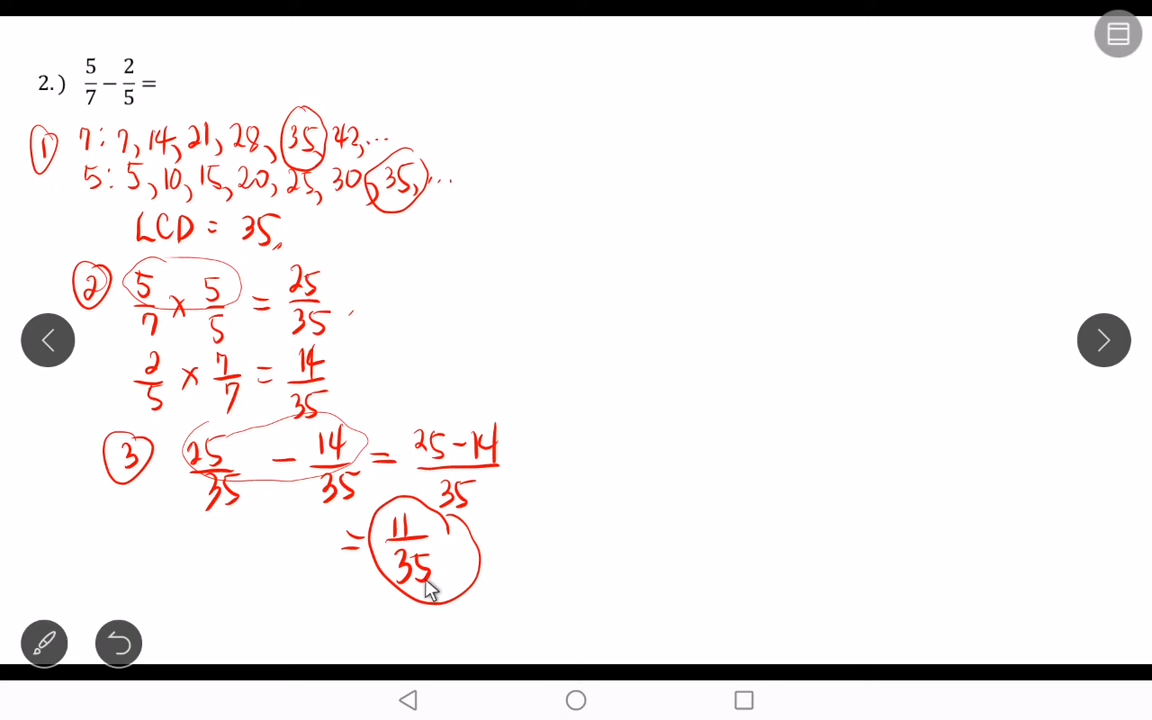 2.) 5/7 − 2/5 =
① 7: 7, 14, 21, 28, 35, 42, ...
5: 5, 10, 15, 20, 25, 30, 35, ...
LCD = 35
② 5/7 × 5/5 = 25/35
2/5 × 7/7 = 14/35
③ 25/35 − 14/35 = 25-14/35
= 11/35